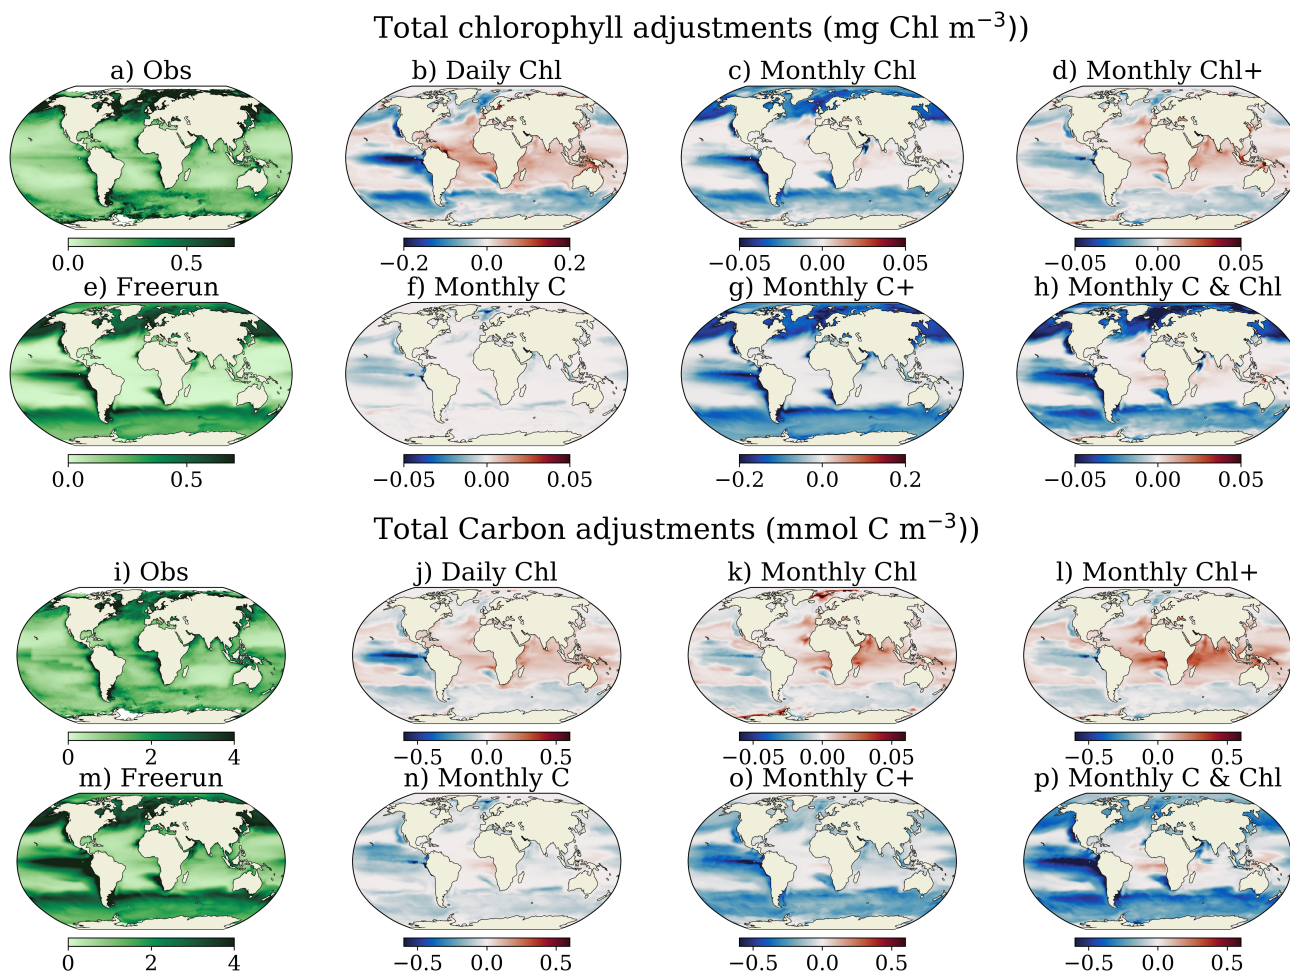 Total chlorophyll adjustments (mg Chl m⁻³))
a) Obs
b) Daily Chl
c) Monthly Chl
d) Monthly Chl+
0.0 0.5
−0.2 0.0 0.2
−0.05 0.00 0.05
−0.05 0.00 0.05
e) Freerun
f) Monthly C
g) Monthly C+
h) Monthly C & Chl
0.0 0.5
−0.05 0.00 0.05
−0.2 0.0 0.2
−0.05 0.00 0.05
Total Carbon adjustments (mmol C m⁻³))
i) Obs
j) Daily Chl
k) Monthly Chl
l) Monthly Chl+
0 2 4
−0.5 0.0 0.5
−0.05 0.00 0.05
−0.5 0.0 0.5
m) Freerun
n) Monthly C
o) Monthly C+
p) Monthly C & Chl
0 2 4
−0.5 0.0 0.5
−0.5 0.0 0.5
−0.5 0.0 0.5